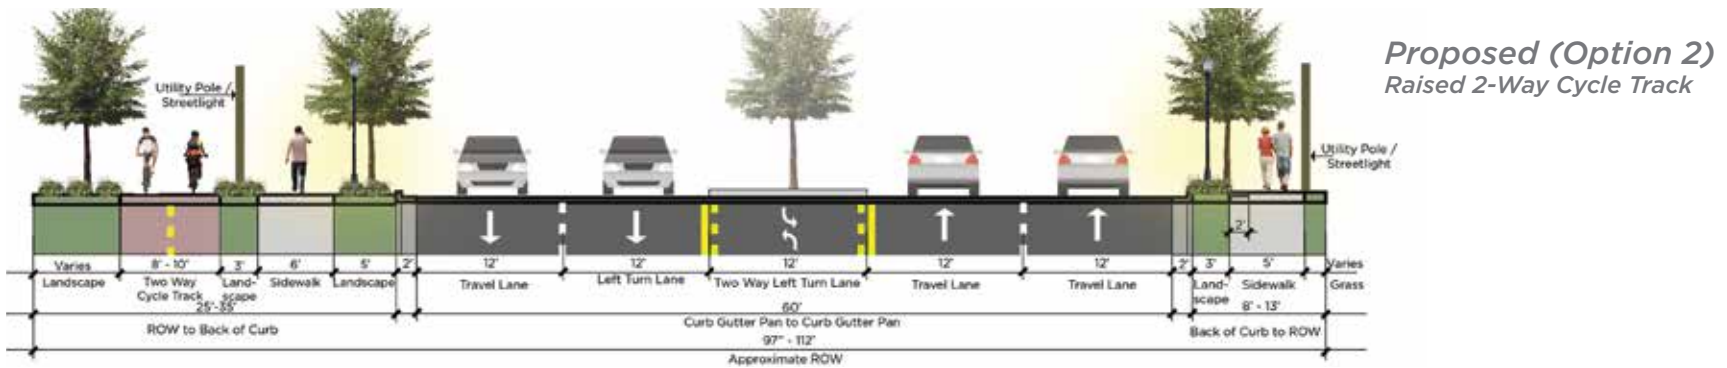 Proposed (Option 2)
Raised 2-Way Cycle Track
Utility Pole /
Streetlight
Utility Pole /
Streetlight
2'
Varies
8' - 10'
3'
6'
5'
2'
12'
12'
12'
12'
12'
2'
3'
5'
Varies
Landscape
Two Way
Cycle Track
Land-
scape
Sidewalk
Landscape
Travel Lane
Left Turn Lane
Two Way Left Turn Lane
Travel Lane
Travel Lane
Land-
scape
Sidewalk
Grass
25'-35'
60'
8' - 13'
ROW to Back of Curb
Curb Gutter Pan to Curb Gutter Pan
Back of Curb to ROW
97" - 112'
Approximate ROW